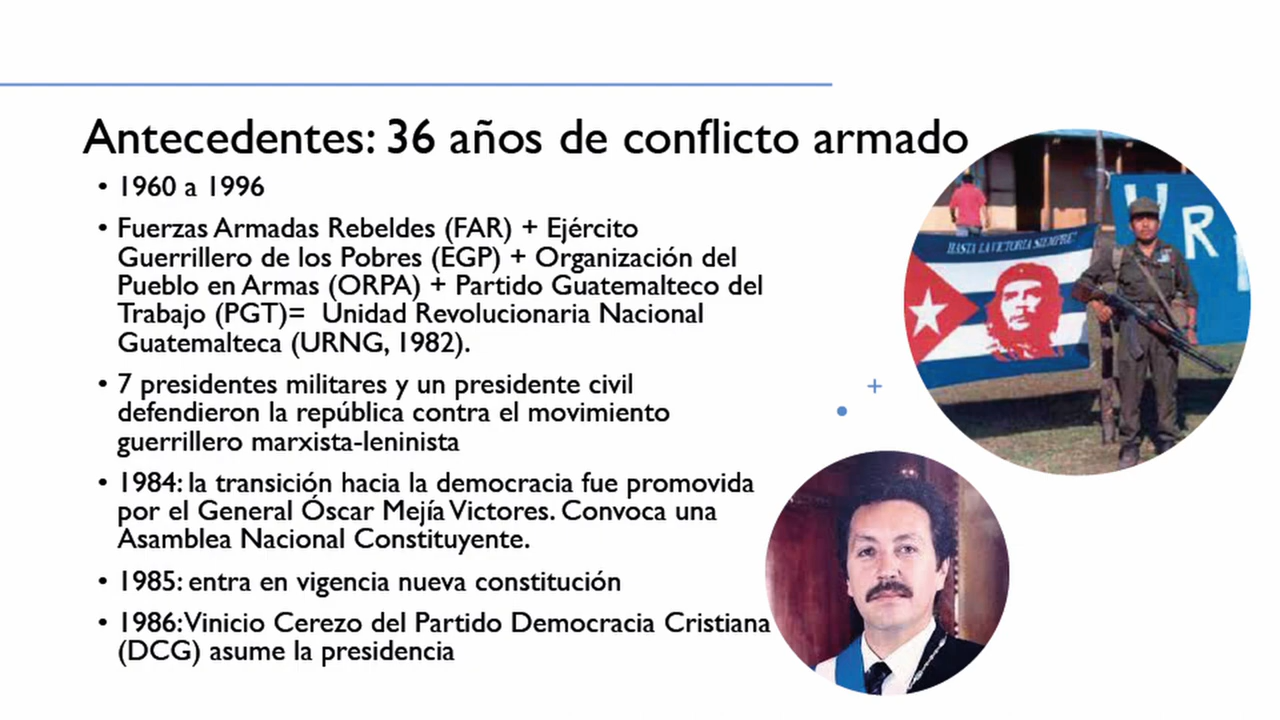 Antecedentes: 36 años de conflicto armado
• 1960 a 1996
• Fuerzas Armadas Rebeldes (FAR) + Ejército
Guerrillero de los Pobres (EGP) + Organización del
Pueblo en Armas (ORPA) + Partido Guatemalteco del
Trabajo (PGT)= Unidad Revolucionaria Nacional
Guatemalteca (URNG, 1982).
• 7 presidentes militares y un presidente civil
defendieron la república contra el movimiento
guerrillero marxista-leninista
• 1984: la transición hacia la democracia fue promovida
por el General Óscar Mejía Victores. Convoca una
Asamblea Nacional Constituyente.
• 1985: entra en vigencia nueva constitución
• 1986: Vinicio Cerezo del Partido Democracia Cristiana
(DCG) asume la presidencia
HASTA LA VICTORIA SIEMPRE!
U R